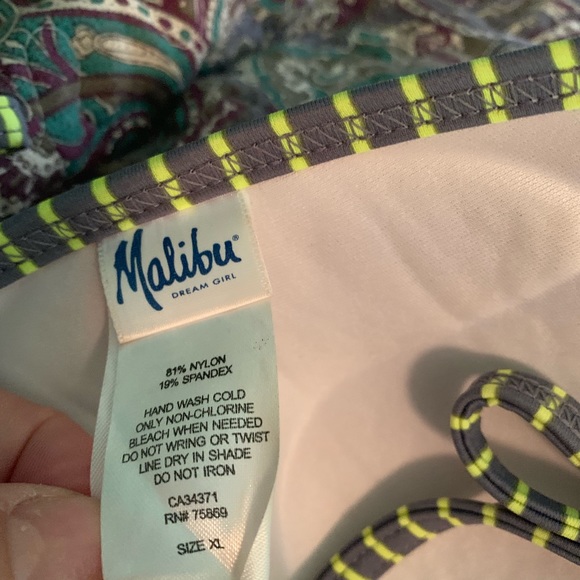 Malibu®
DREAM GIRL
81% NYLON
19% SPANDEX
HAND WASH COLD
ONLY NON-CHLORINE
BLEACH WHEN NEEDED
DO NOT WRING OR TWIST
LINE DRY IN SHADE
DO NOT IRON
CA34371
RN# 75869
SIZE XL